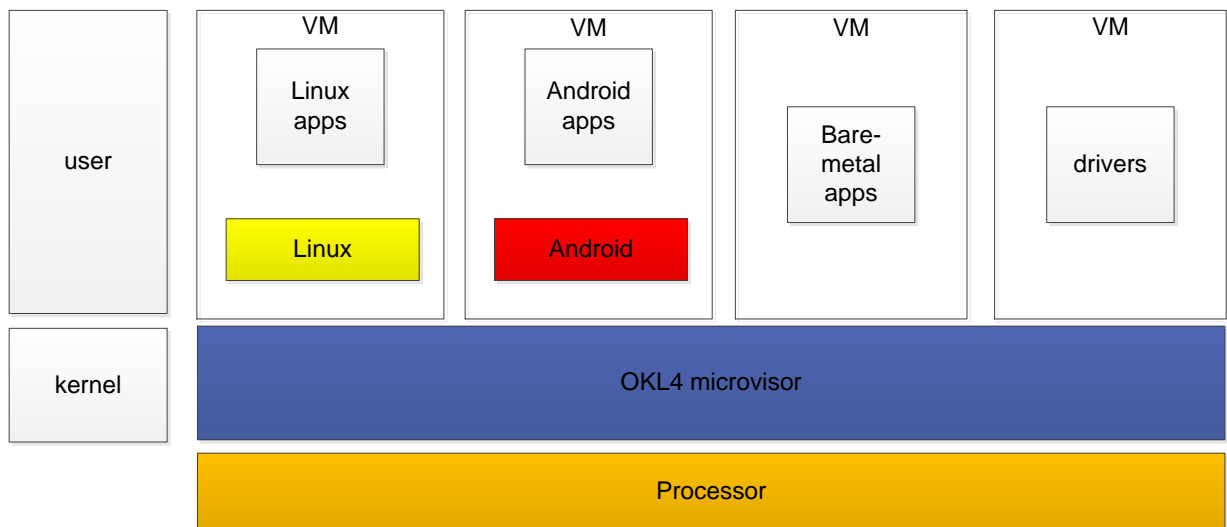 VM
VM
VM
VM
Linux
apps
Android
apps
Bare-
metal
apps
drivers
user
Linux
Android
kernel
OKL4 microvisor
Processor